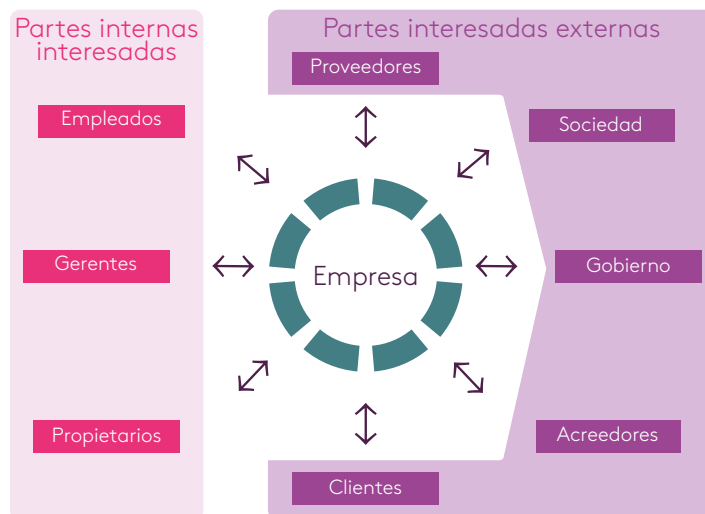 Partes internas
interesadas
Empleados
Gerentes
Propietarios
Partes interesadas externas
Proveedores
Sociedad
Gobierno
Acreedores
Clientes
Empresa